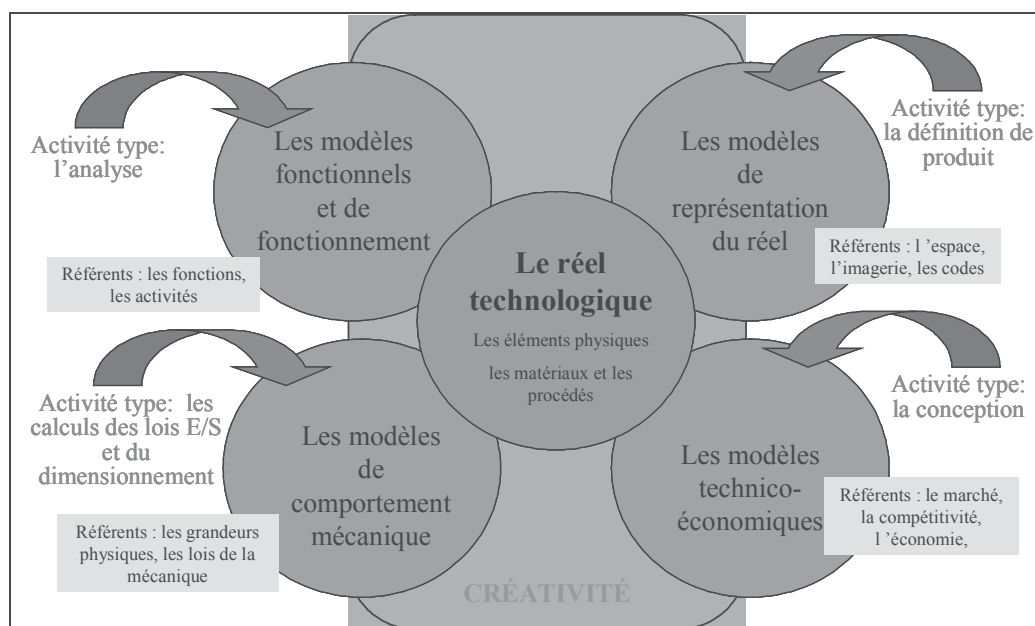 Activité type:
l'analyse
Les modèles
fonctionnels
et de
fonctionnement
Référents : les fonctions,
les activités
Les modèles
de
représentation
du réel
Activité type:
la définition de
produit
Référents : l 'espace,
l'imagerie, les codes
Le réel
technologique
Les éléments physiques
les matériaux et les
procédés
Activité type: les
calculs des lois E/S
et du
dimensionnement
Les modèles
de
comportement
mécanique
Référents : les grandeurs
physiques, les lois de la
mécanique
Les modèles
technico-
économiques
Activité type:
la conception
Référents : le marché,
la compétitivité,
l 'économie,
CRÉATIVITÉ